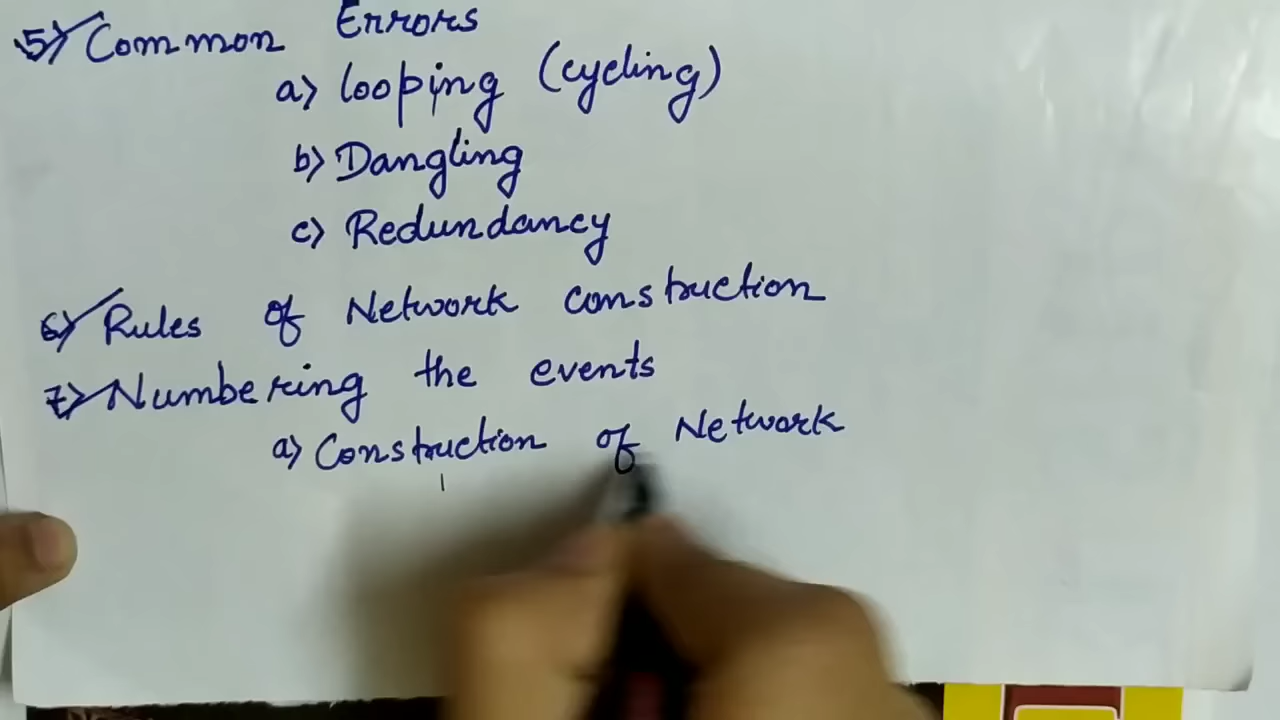 5) Common Errors
a) looping (cycling)
b) Dangling
c) Redundancy
6) Rules of Network construction
7) Numbering the events
a) Construction of Network